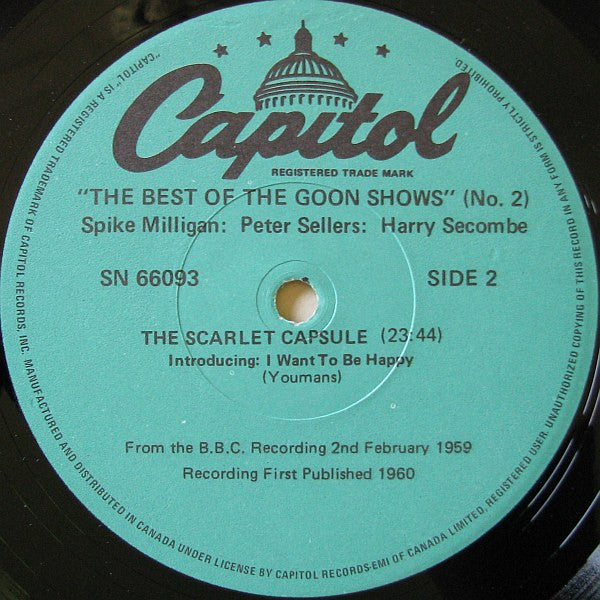 Capitol
REGISTERED TRADE MARK
"THE BEST OF THE GOON SHOWS" (No. 2)
Spike Milligan: Peter Sellers: Harry Secombe
SN 66093
SIDE 2
THE SCARLET CAPSULE (23:44)
Introducing: I Want To Be Happy
(Youmans)
From the B.B.C. Recording 2nd February 1959
Recording First Published 1960
"CAPITOL" IS A REGISTERED TRADEMARK OF CAPITOL RECORDS, INC. MANUFACTURED AND DISTRIBUTED IN CANADA UNDER LICENSE BY CAPITOL RECORDS-EMI OF CANADA LIMITED, REGISTERED USER. UNAUTHORIZED COPYING OF THIS RECORD IN ANY FORM IS STRICTLY PROHIBITED.